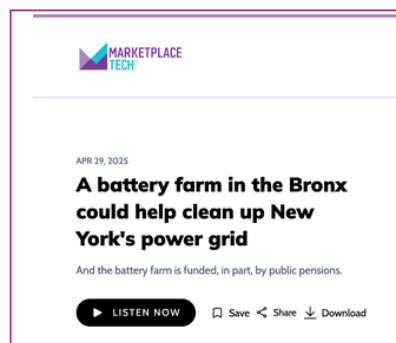 MARKETPLACE
TECH
APR 29, 2025
A battery farm in the Bronx
could help clean up New
York's power grid
And the battery farm is funded, in part, by public pensions.
LISTEN NOW Save Share Download